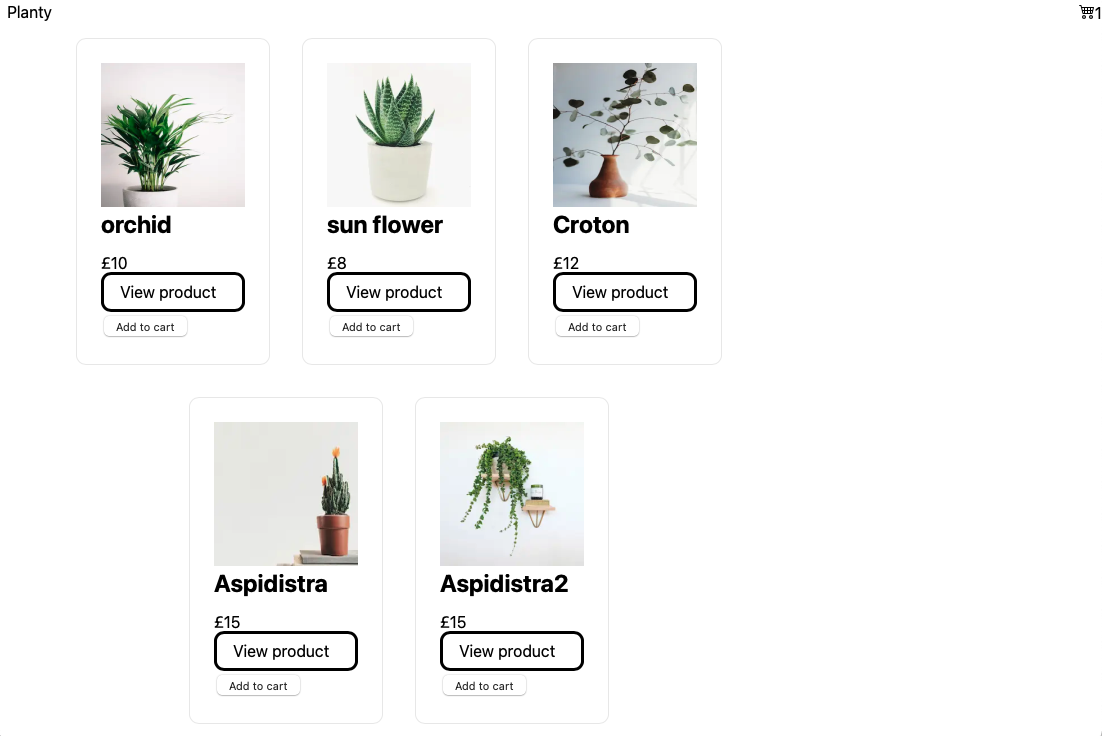 Planty
1
orchid
sun flower
Croton
£10
£8
£12
View product
View product
View product
Add to cart
Add to cart
Add to cart
Aspidistra
Aspidistra2
£15
£15
View product
View product
Add to cart
Add to cart